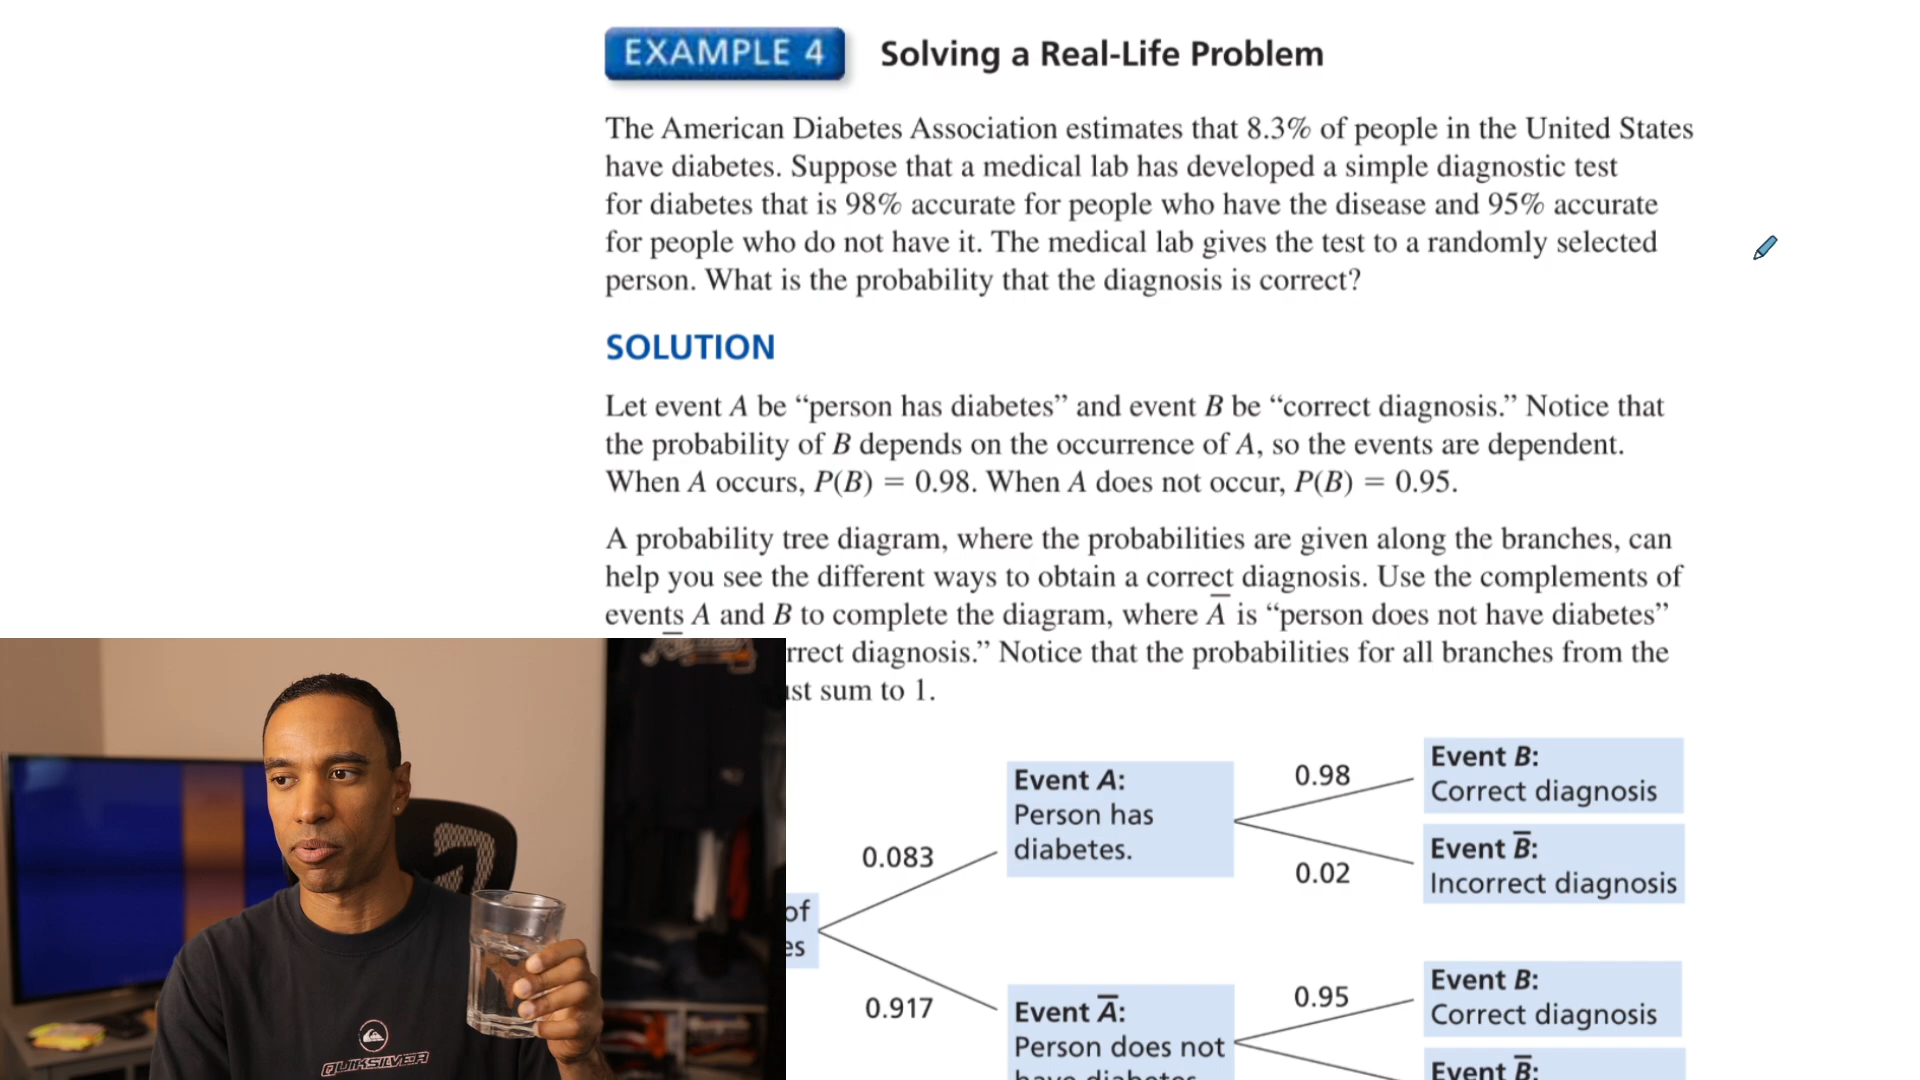 EXAMPLE 4 Solving a Real-Life Problem
The American Diabetes Association estimates that 8.3% of people in the United States
have diabetes. Suppose that a medical lab has developed a simple diagnostic test
for diabetes that is 98% accurate for people who have the disease and 95% accurate
for people who do not have it. The medical lab gives the test to a randomly selected
person. What is the probability that the diagnosis is correct?
SOLUTION
Let event A be “person has diabetes” and event B be “correct diagnosis.” Notice that
the probability of B depends on the occurrence of A, so the events are dependent.
When A occurs, P(B) = 0.98. When A does not occur, P(B) = 0.95.
A probability tree diagram, where the probabilities are given along the branches, can
help you see the different ways to obtain a correct diagnosis. Use the complements of
events A and B to complete the diagram, where A̅ is “person does not have diabetes”
rrect diagnosis.” Notice that the probabilities for all branches from the
st sum to 1.
of
es
0.083
0.917
Event A:
Person has
diabetes.
0.98
0.02
Event B:
Correct diagnosis
Event B̅:
Incorrect diagnosis
Event A̅:
Person does not
have diabetes.
0.95
Event B:
Correct diagnosis
Event B̅:
QUIKSILVER